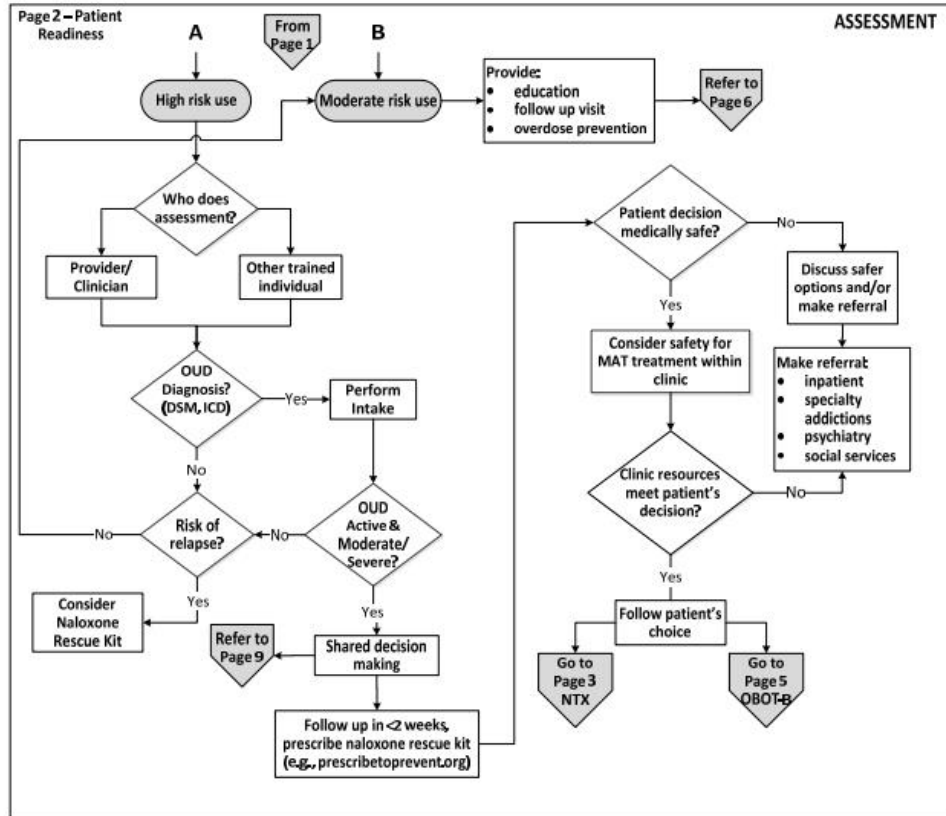 Page 2 – Patient
Readiness
A
From
Page 1
B
ASSESSMENT
High risk use
Moderate risk use
Provide:
• education
• follow up visit
• overdose prevention
Refer to
Page 6
Who does
assessment?
Provider/
Clinician
Other trained
individual
OUD
Diagnosis?
(DSM, ICD)
Yes
Perform
Intake
No
Risk of
relapse?
No
No
OUD
Active &
Moderate/
Severe?
Yes
Consider
Naloxone
Rescue Kit
Yes
Refer to
Page 9
Shared decision
making
Follow up in <2 weeks,
prescribe naloxone rescue kit
(e.g., prescribetoprevent.org)
Patient decision
medically safe?
No
Discuss safer
options and/or
make referral
Yes
Consider safety for
MAT treatment within
clinic
Make referral:
• inpatient
• specialty
addictions
• psychiatry
• social services
Clinic resources
meet patient's
decision?
No
Yes
Follow patient's
choice
Go to
Page 3
NTX
Go to
Page 5
OBOT-B